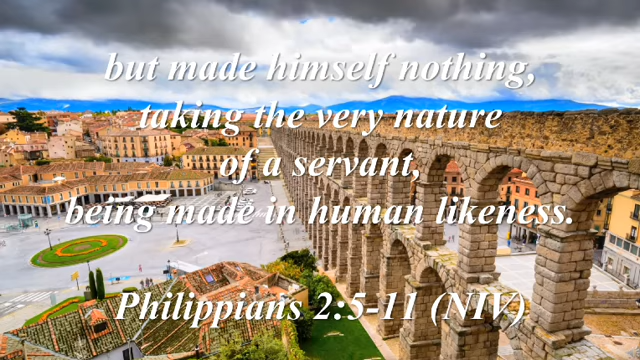 but made himself nothing,
taking the very nature
of a servant,
being made in human likeness.
Philippians 2:5-11 (NIV)